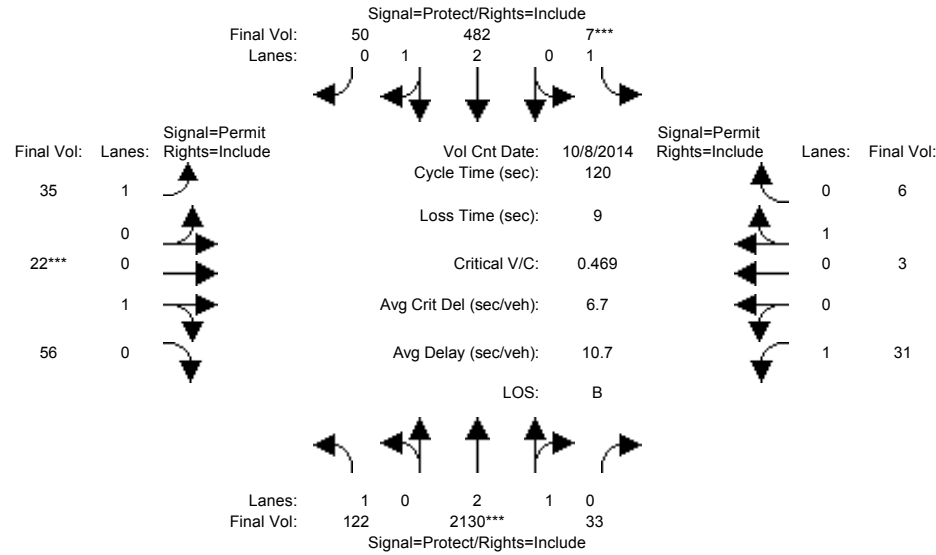 Signal=Protect/Rights=Include
Final Vol: 50 482 7***
Lanes: 0 1 2 0 1
Signal=Permit Signal=Permit
Final Vol: Lanes: Rights=Include Vol Cnt Date: 10/8/2014 Rights=Include Lanes: Final Vol:
Cycle Time (sec): 120
35 1 0 6
Loss Time (sec): 9
0 1
22*** 0 Critical V/C: 0.469 0 3
1 Avg Crit Del (sec/veh): 6.7 0
56 0 Avg Delay (sec/veh): 10.7 1 31
LOS: B
Lanes: 1 0 2 1 0
Final Vol: 122 2130*** 33
Signal=Protect/Rights=Include